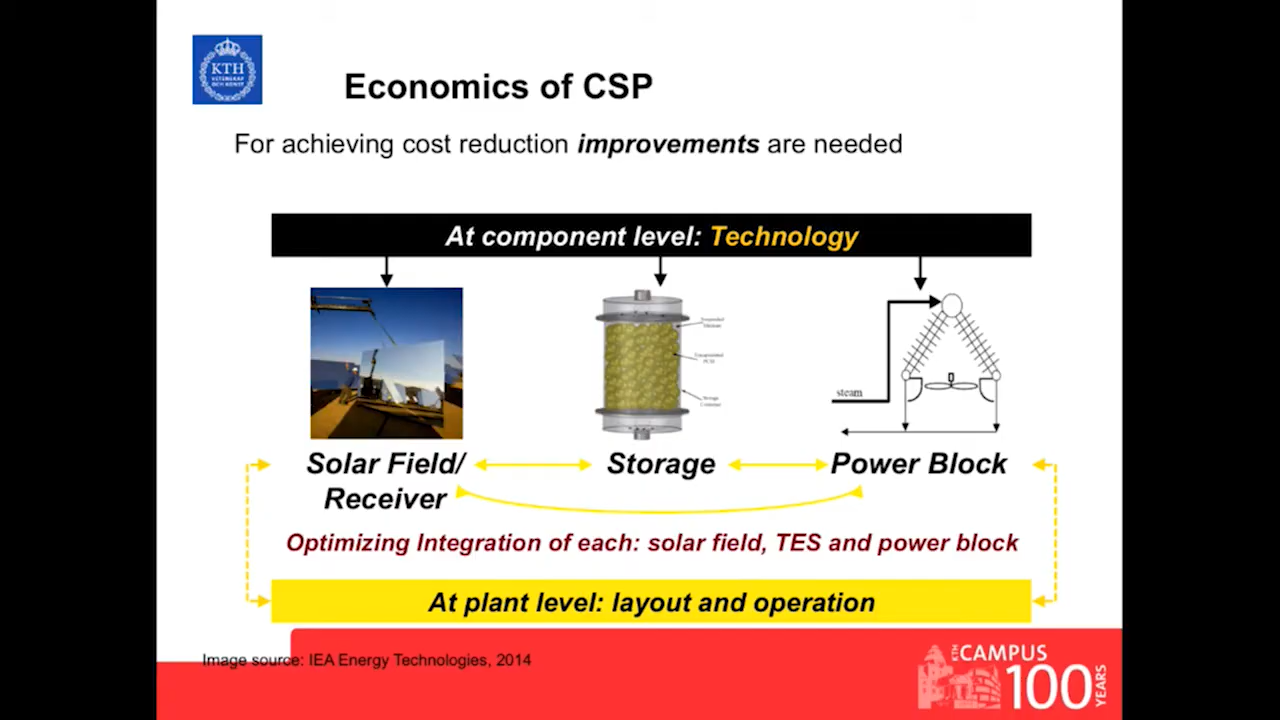 KTH
VETENSKAP
OCH KONST
Economics of CSP
For achieving cost reduction improvements are needed
At component level: Technology
steam
Solar Field/
Receiver
Storage
Power Block
Optimizing Integration of each: solar field, TES and power block
At plant level: layout and operation
Image source: IEA Energy Technologies, 2014
KTH CAMPUS
100 YEARS